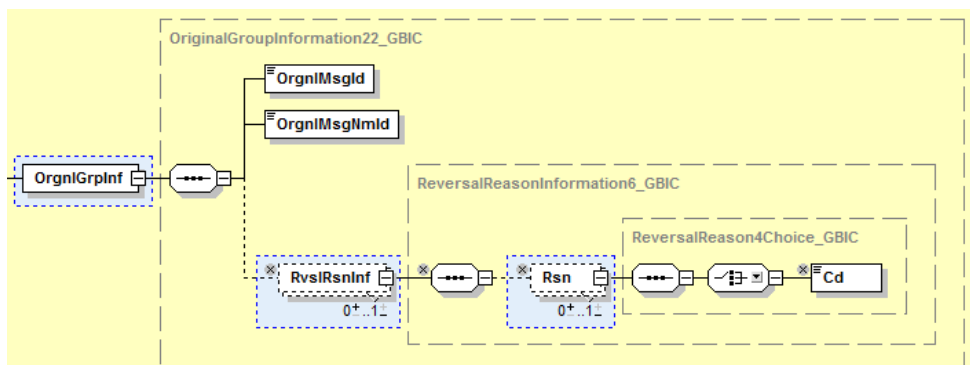 OriginalGroupInformation22_GBIC
OrgnlMsgId
OrgnlMsgNmId
OrgnlGrpInf
ReversalReasonInformation6_GBIC
ReversalReason4Choice_GBIC
RvslRsnInf
Rsn
Cd
0±..1±
0±..1±